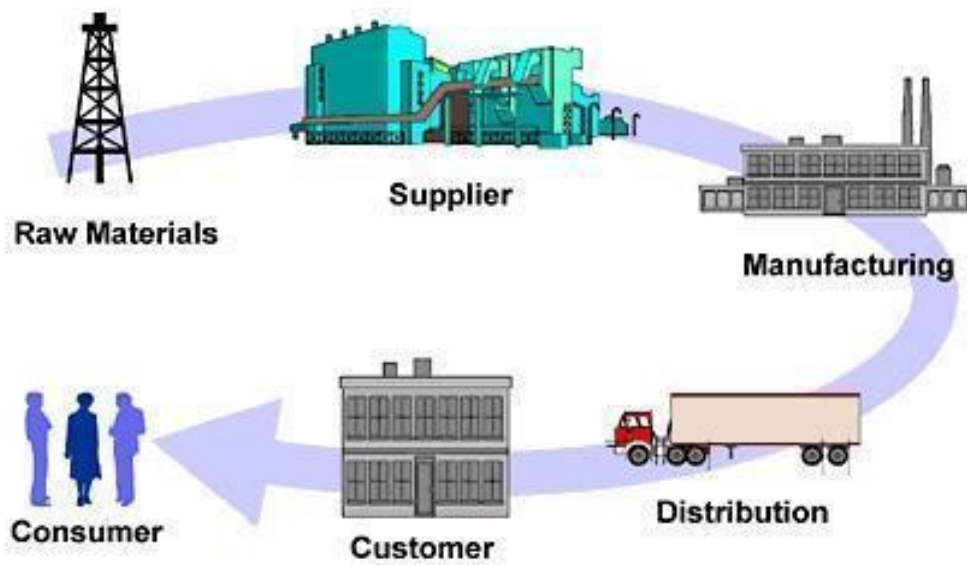 Raw Materials
Supplier
Manufacturing
Distribution
Customer
Consumer